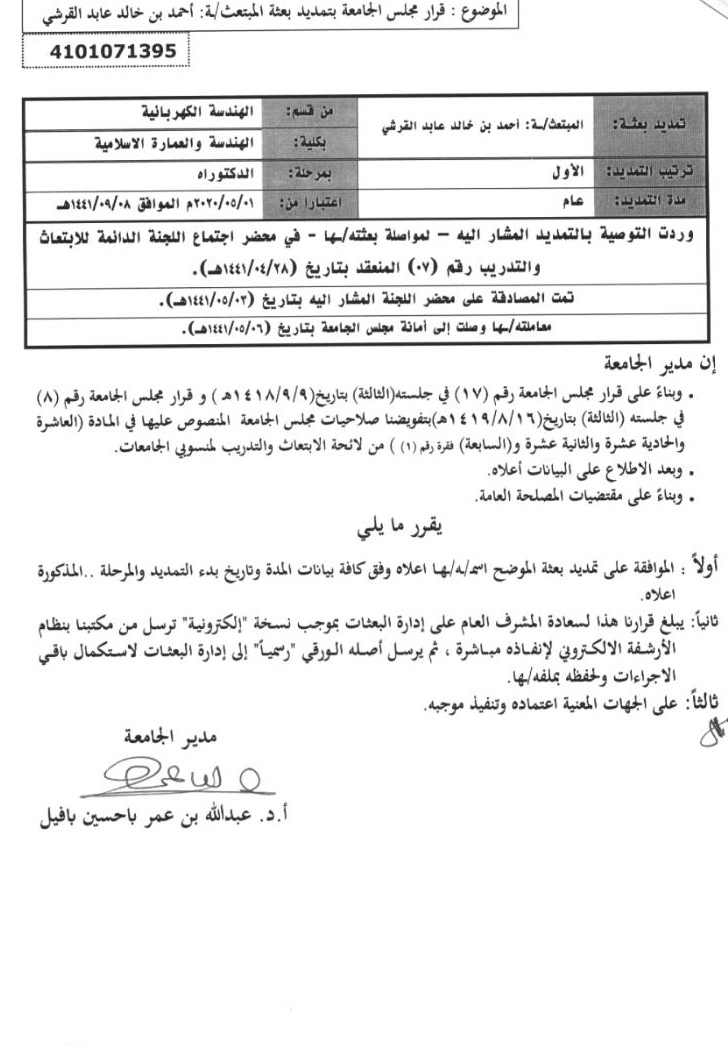 الموضوع : قرار مجلس الجامعة بتمديد بعثة المبتعث/ـة: أحمد بن خالد عابد القرشي
4101071395
تمديد بعثـة: المبتعث/ـة: أحمد بن خالد عابد القرشي من قسم: الهندسة الكهربائية
بكلية: الهندسة والعمارة الاسلامية
ترتيب التمديد: الأول بمرحلة: الدكتوراه
مدة التمديد: عام اعتبارا من: ٢٠٢٠/٠٥/٠١م الموافق ١٤٤١/٠٩/٠٨هـ
وردت التوصية بالتمديد المشار اليه – لمواصلة بعثته/ـها - في محضر اجتماع اللجنة الدائمة للابتعاث
والتدريب رقم (٠٧) المنعقد بتاريخ (١٤٤١/٠٤/٢٨هـ).
تمت المصادقة على محضر اللجنة المشار اليه بتاريخ (١٤٤١/٠٥/٠٣هـ).
معاملته/ـها وصلت إلى أمانة مجلس الجامعة بتاريخ (١٤٤١/٠٥/٠٦هـ).
إن مدير الجامعة
• وبناءً على قرار مجلس الجامعة رقم (١٧) في جلسته(الثالثة) بتاريخ(١٤١٨/٩/٩هـ ) و قرار مجلس الجامعة رقم (٨)
في جلسته (الثالثة) بتاريخ(١٤١٩/٨/١٦هـ)بتفويضنا صلاحيات مجلس الجامعة المنصوص عليها في المادة (العاشرة
والحادية عشرة والثانية عشرة و(السابعة) فقرة رقم (١) ) من لائحة الابتعاث والتدريب لمنسوبي الجامعات.
• وبعد الاطلاع على البيانات أعلاه.
• وبناءً على مقتضيات المصلحة العامة.
يقرر ما يلي
أولاً : الموافقة على تمديد بعثة الموضح اسم/ـه/ـها اعلاه وفق كافة بيانات المدة وتاريخ بدء التمديد والمرحلة ..المذكورة
اعلاه.
ثانياً: يبلغ قرارنا هذا لسعادة المشرف العام على إدارة البعثات بموجب نسخة "إلكترونية" ترسل من مكتبنا بنظام
الأرشفة الالكتروني لإنفاذه مباشرة ، ثم يرسل أصله الورقي "رسمياً" إلى إدارة البعثات لاستكمال باقي
الاجراءات ولحفظه بملفه/ـها.
ثالثاً: على الجهات المعنية اعتماده وتنفيذ موجبه.
مدير الجامعة
أ.د. عبدالله بن عمر باحسين بافيل